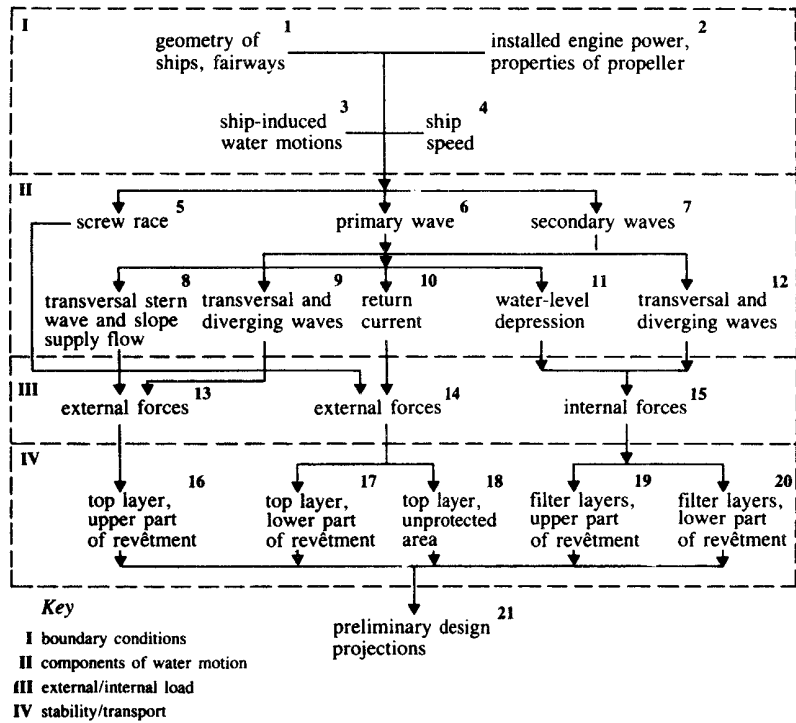 I
1
geometry of
ships, fairways
2
installed engine power,
properties of propeller
3
ship-induced
water motions
4
ship
speed
II
5
screw race
6
primary wave
7
secondary waves
8
transversal stern
wave and slope
supply flow
9
transversal and
diverging waves
10
return
current
11
water-level
depression
12
transversal and
diverging waves
III
13
external forces
14
external forces
15
internal forces
IV
16
top layer,
upper part
of revêtment
17
top layer,
lower part
of revêtment
18
top layer,
unprotected
area
19
filter layers,
upper part of
revêtment
20
filter layers,
lower part
of revêtment
21
preliminary design
projections
Key
I boundary conditions
II components of water motion
III external/internal load
IV stability/transport